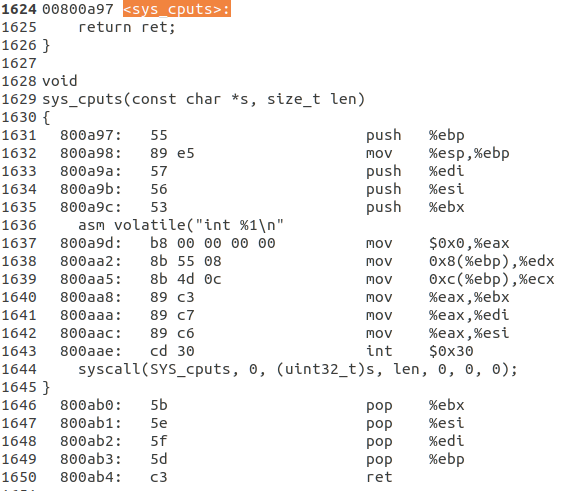 1624 00800a97 <sys_cputs>:
1625     return ret;
1626 }
1627
1628 void
1629 sys_cputs(const char *s, size_t len)
1630 {
1631   800a97:   55                        push   %ebp
1632   800a98:   89 e5                     mov    %esp,%ebp
1633   800a9a:   57                        push   %edi
1634   800a9b:   56                        push   %esi
1635   800a9c:   53                        push   %ebx
1636     asm volatile("int %1\n"
1637   800a9d:   b8 00 00 00 00            mov    $0x0,%eax
1638   800aa2:   8b 55 08                  mov    0x8(%ebp),%edx
1639   800aa5:   8b 4d 0c                  mov    0xc(%ebp),%ecx
1640   800aa8:   89 c3                     mov    %eax,%ebx
1641   800aaa:   89 c7                     mov    %eax,%edi
1642   800aac:   89 c6                     mov    %eax,%esi
1643   800aae:   cd 30                     int    $0x30
1644     syscall(SYS_cputs, 0, (uint32_t)s, len, 0, 0, 0);
1645 }
1646   800ab0:   5b                        pop    %ebx
1647   800ab1:   5e                        pop    %esi
1648   800ab2:   5f                        pop    %edi
1649   800ab3:   5d                        pop    %ebp
1650   800ab4:   c3                        ret